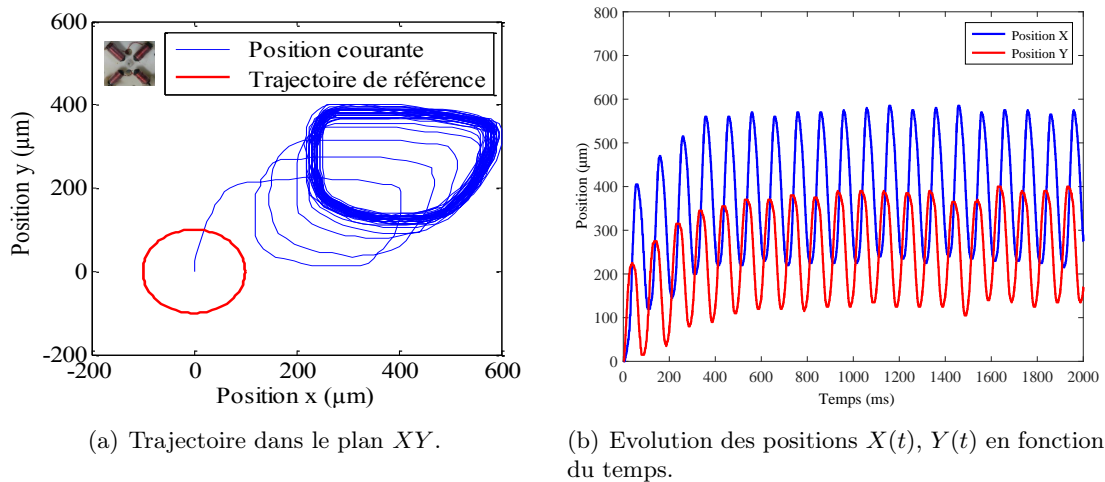 600
400
200
0
-200
-200
0
200
400
600
Position y (µm)
Position x (µm)
Position courante
Trajectoire de référence
(a) Trajectoire dans le plan XY.
800
700
600
500
400
300
200
100
0
0
200
400
600
800
1000
1200
1400
1600
1800
2000
Position (µm)
Temps (ms)
Position X
Position Y
(b) Evolution des positions X(t), Y(t) en fonction
du temps.